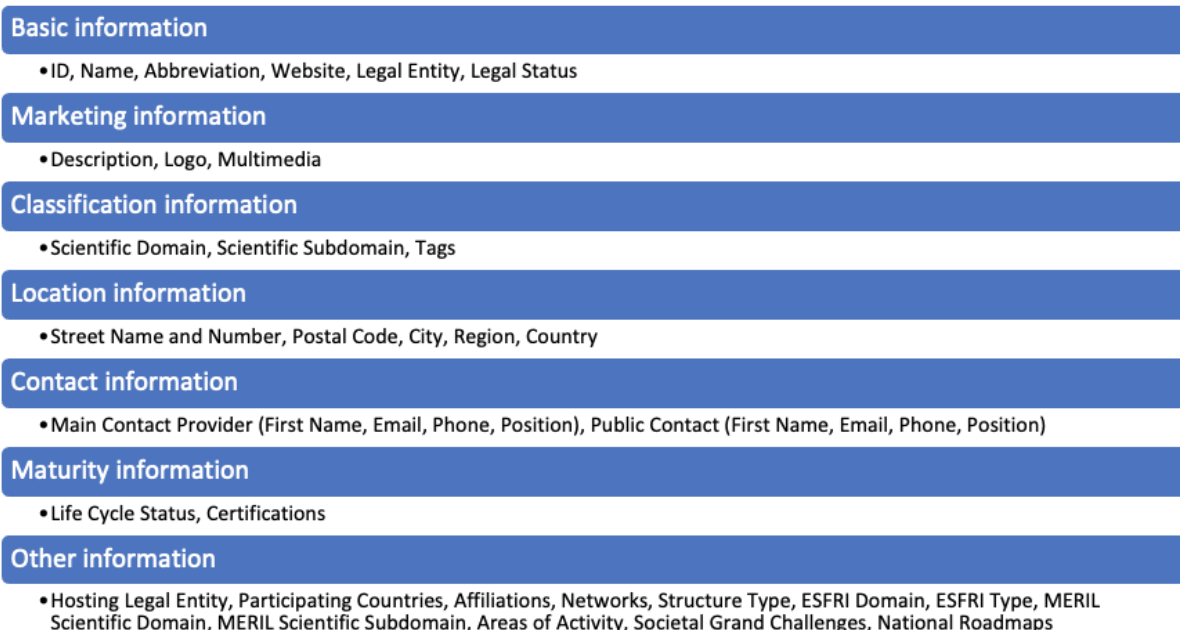 Basic information
•ID, Name, Abbreviation, Website, Legal Entity, Legal Status
Marketing information
•Description, Logo, Multimedia
Classification information
•Scientific Domain, Scientific Subdomain, Tags
Location information
•Street Name and Number, Postal Code, City, Region, Country
Contact information
•Main Contact Provider (First Name, Email, Phone, Position), Public Contact (First Name, Email, Phone, Position)
Maturity information
•Life Cycle Status, Certifications
Other information
•Hosting Legal Entity, Participating Countries, Affiliations, Networks, Structure Type, ESFRI Domain, ESFRI Type, MERIL
Scientific Domain, MERIL Scientific Subdomain, Areas of Activity, Societal Grand Challenges, National Roadmaps